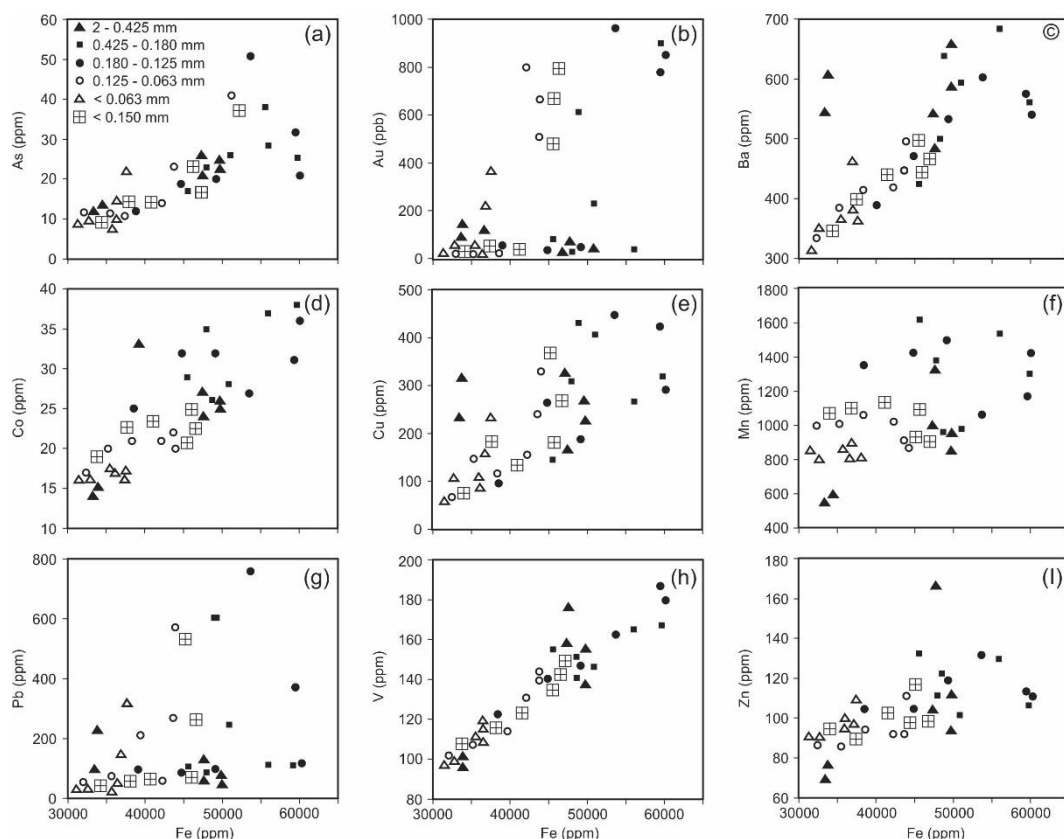 60
50
40
30
20
10
0
As (ppm)
(a)
2 - 0.425 mm
0.425 - 0.180 mm
0.180 - 0.125 mm
0.125 - 0.063 mm
< 0.063 mm
< 0.150 mm
1000
800
600
400
200
0
Au (ppb)
(b)
700
600
500
400
300
Ba (ppm)
©
40
35
30
25
20
15
10
Co (ppm)
(d)
500
400
300
200
100
0
Cu (ppm)
(e)
1800
1600
1400
1200
1000
800
600
400
Mn (ppm)
(f)
800
600
400
200
0
Pb (ppm)
(g)
30000 40000 50000 60000
Fe (ppm)
200
180
160
140
120
100
80
V (ppm)
(h)
30000 40000 50000 60000
Fe (ppm)
180
160
140
120
100
80
60
Zn (ppm)
(I)
30000 40000 50000 60000
Fe (ppm)